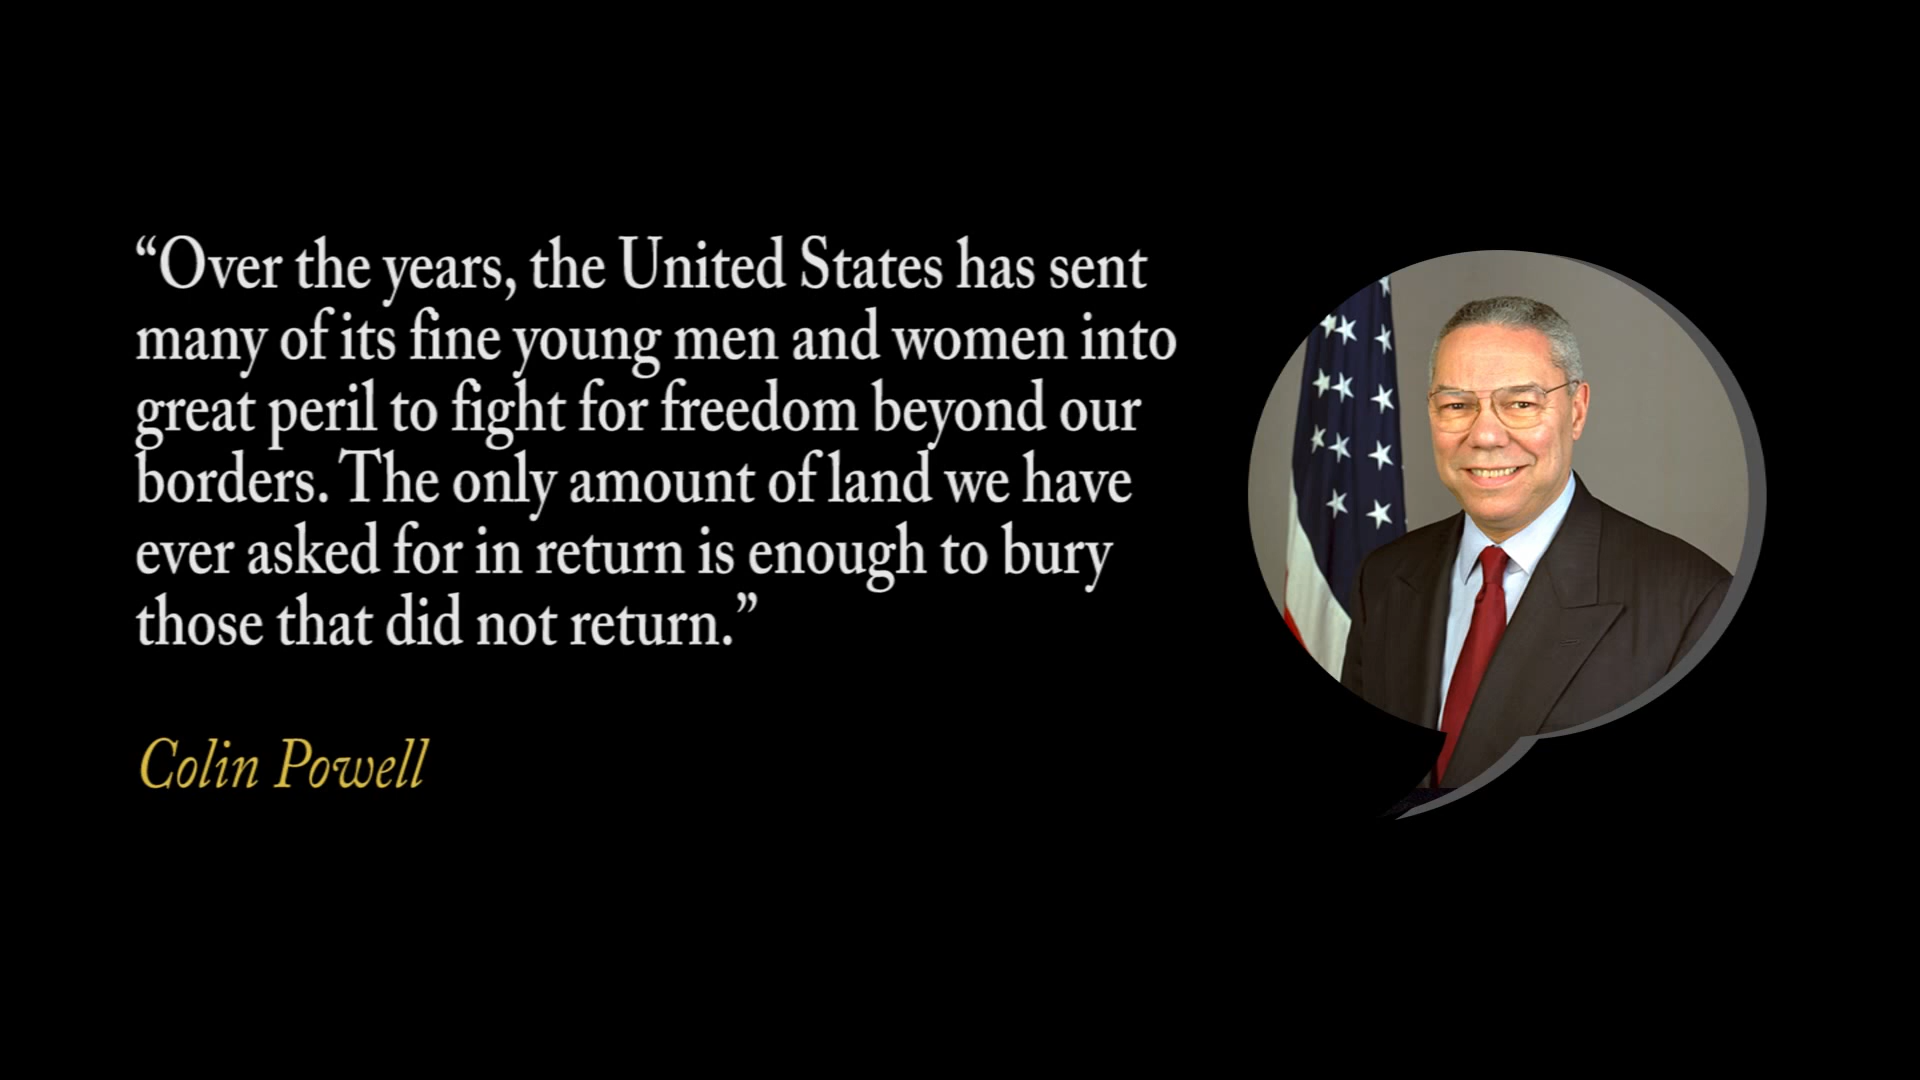 “Over the years, the United States has sent
many of its fine young men and women into
great peril to fight for freedom beyond our
borders. The only amount of land we have
ever asked for in return is enough to bury
those that did not return.”
Colin Powell